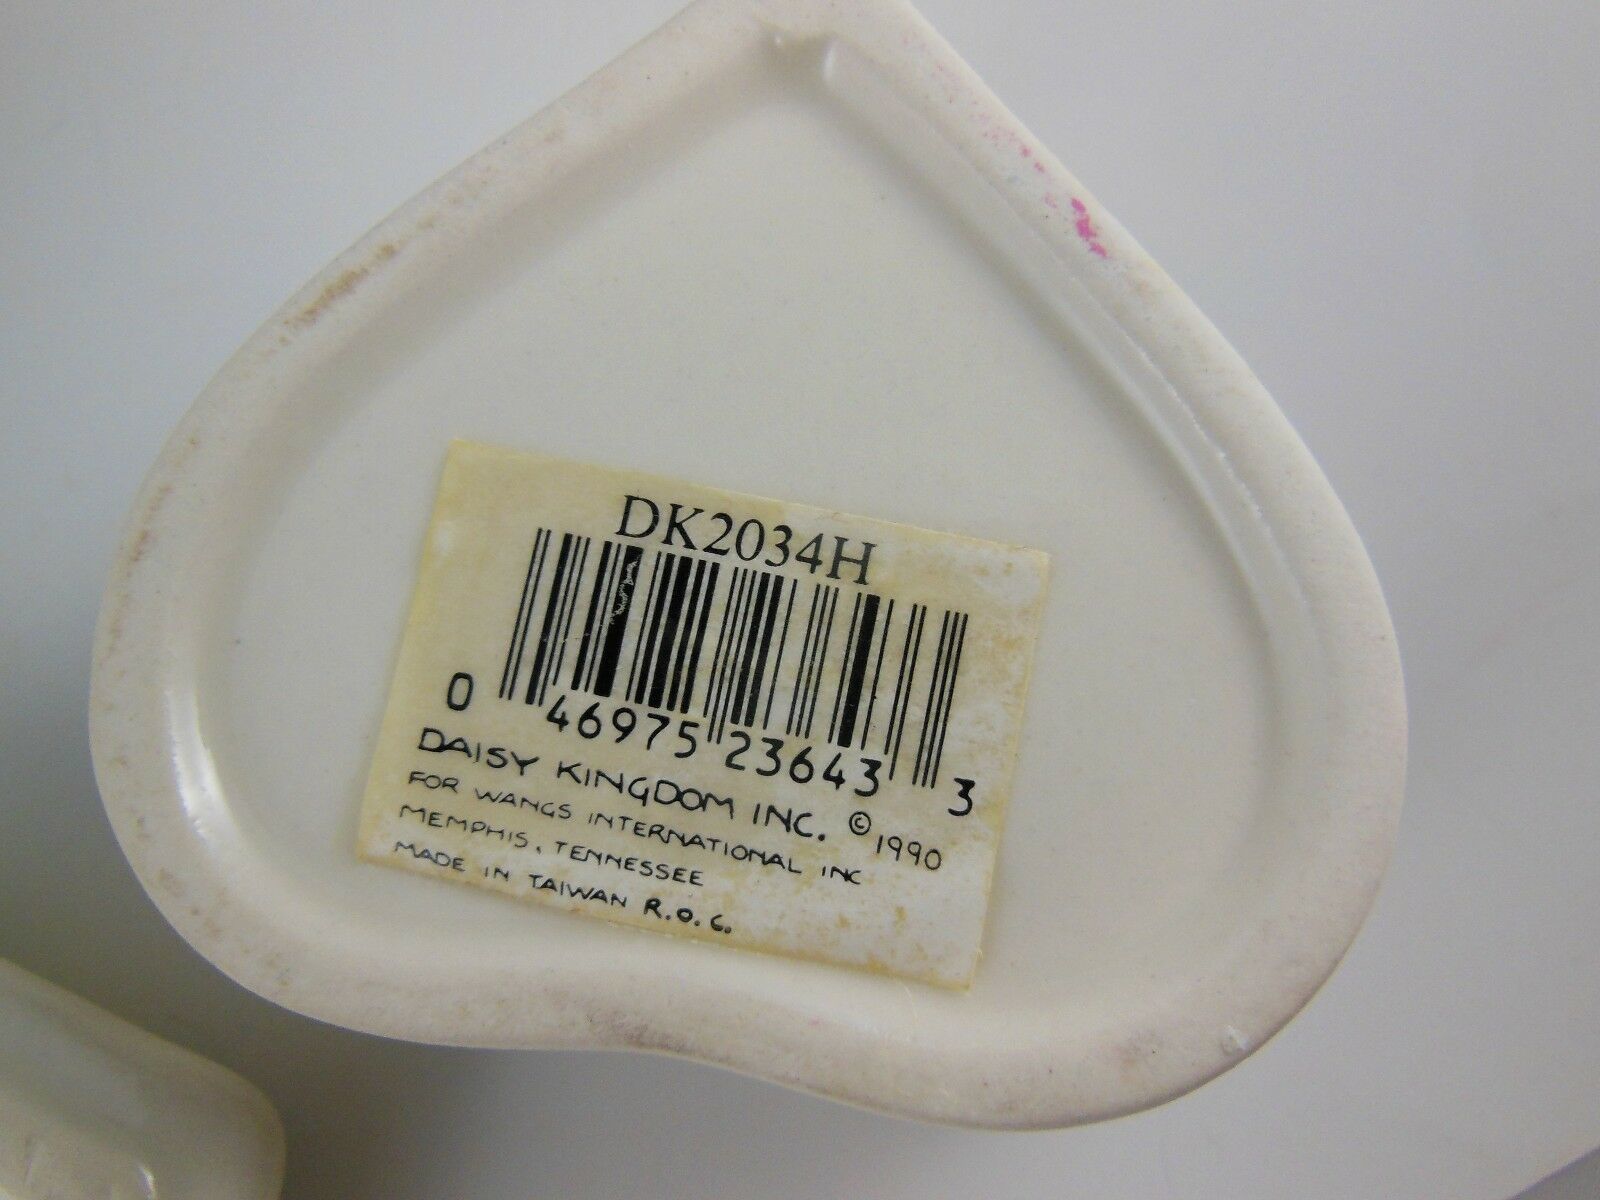 DK2034H
0 46975 23643 3
DAISY KINGDOM INC. © 1990
FOR WANGS INTERNATIONAL INC
MEMPHIS, TENNESSEE
MADE IN TAIWAN R.O.C.